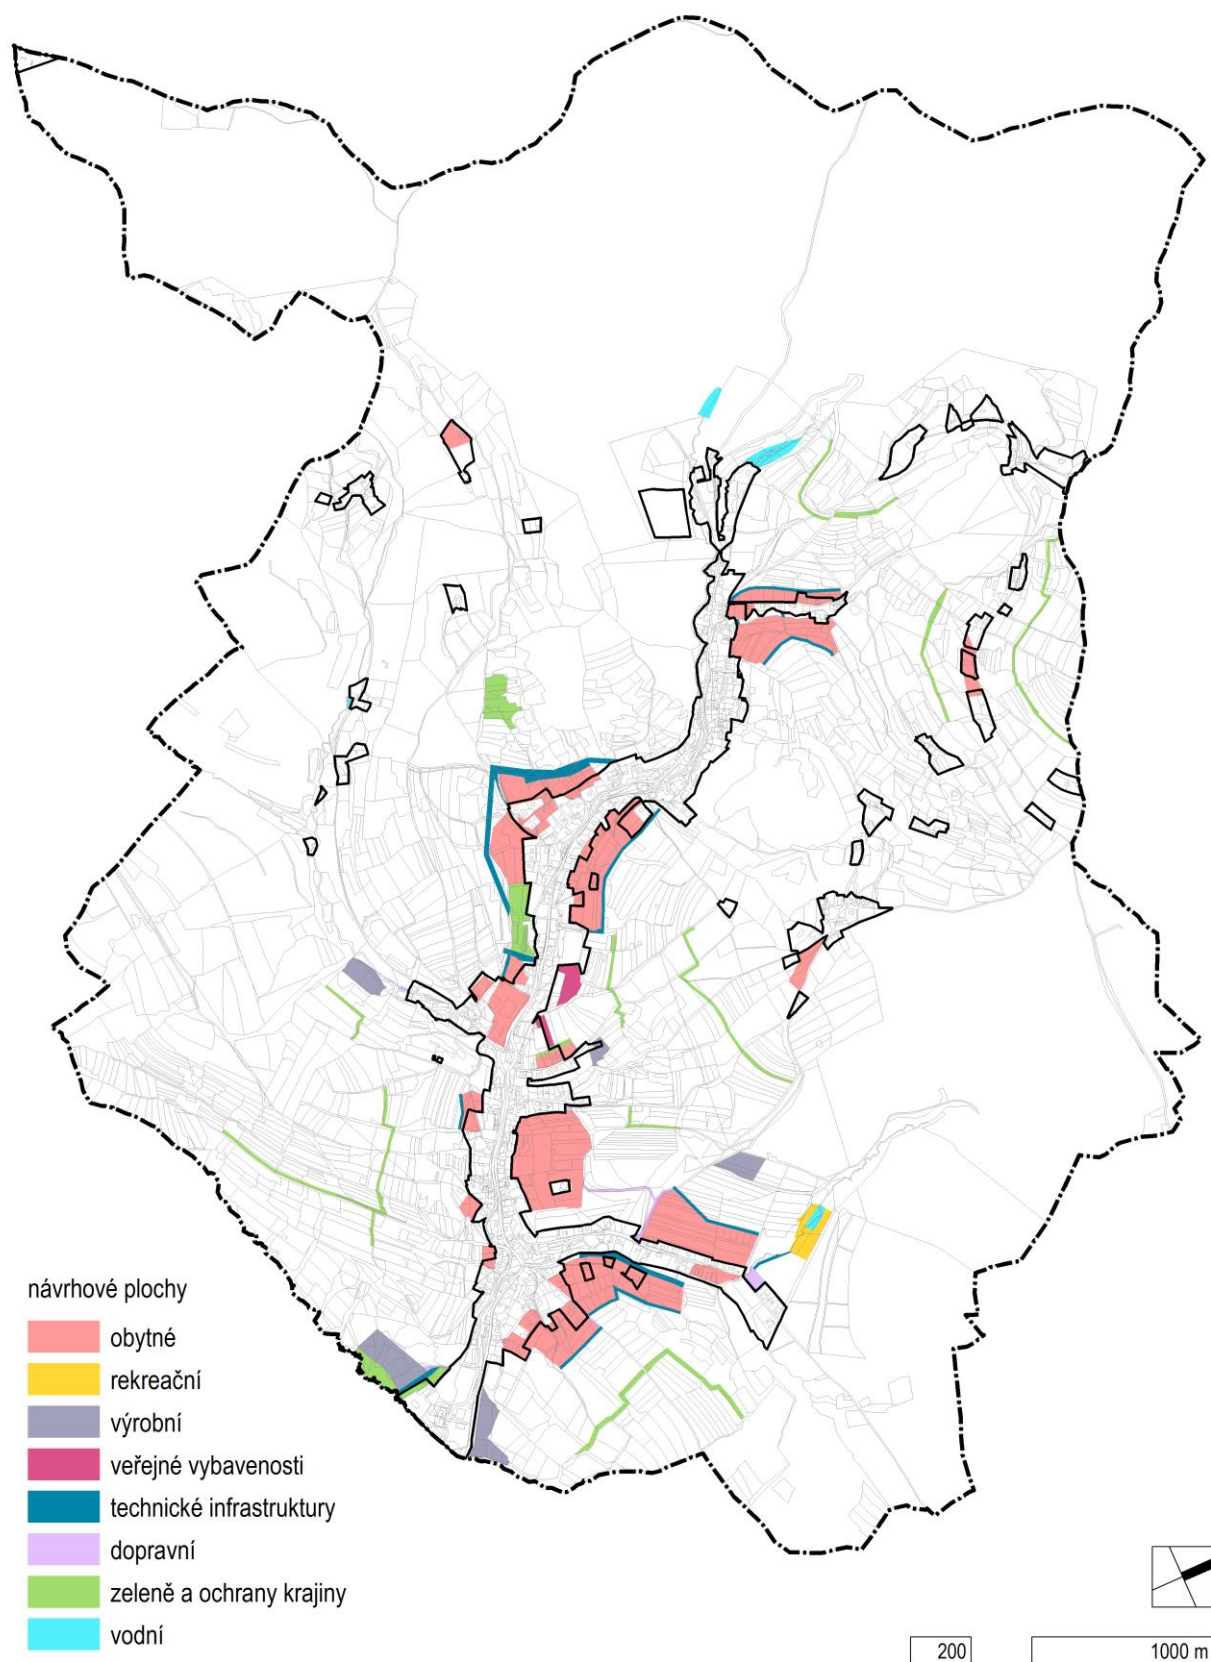 návrhové plochy
obytné
rekreační
výrobní
veřejné vybavenosti
technické infrastruktury
dopravní
zeleně a ochrany krajiny
vodní
200
1000 m